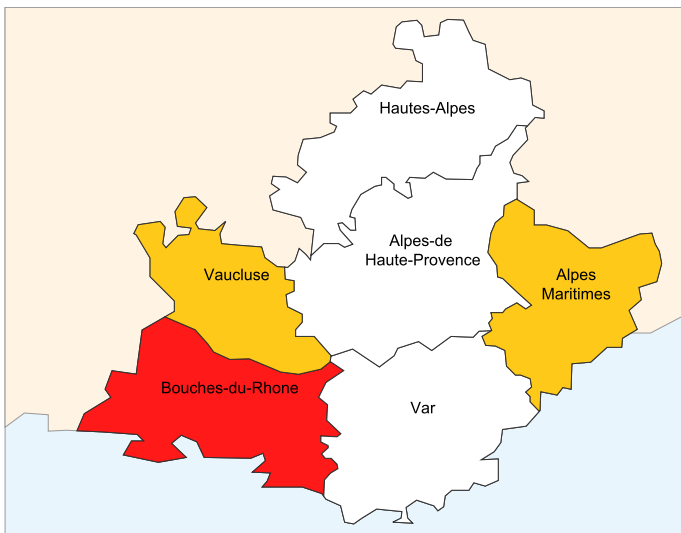 Hautes-Alpes
Alpes-de
Haute-Provence
Vaucluse
Alpes
Maritimes
Bouches-du-Rhone
Var